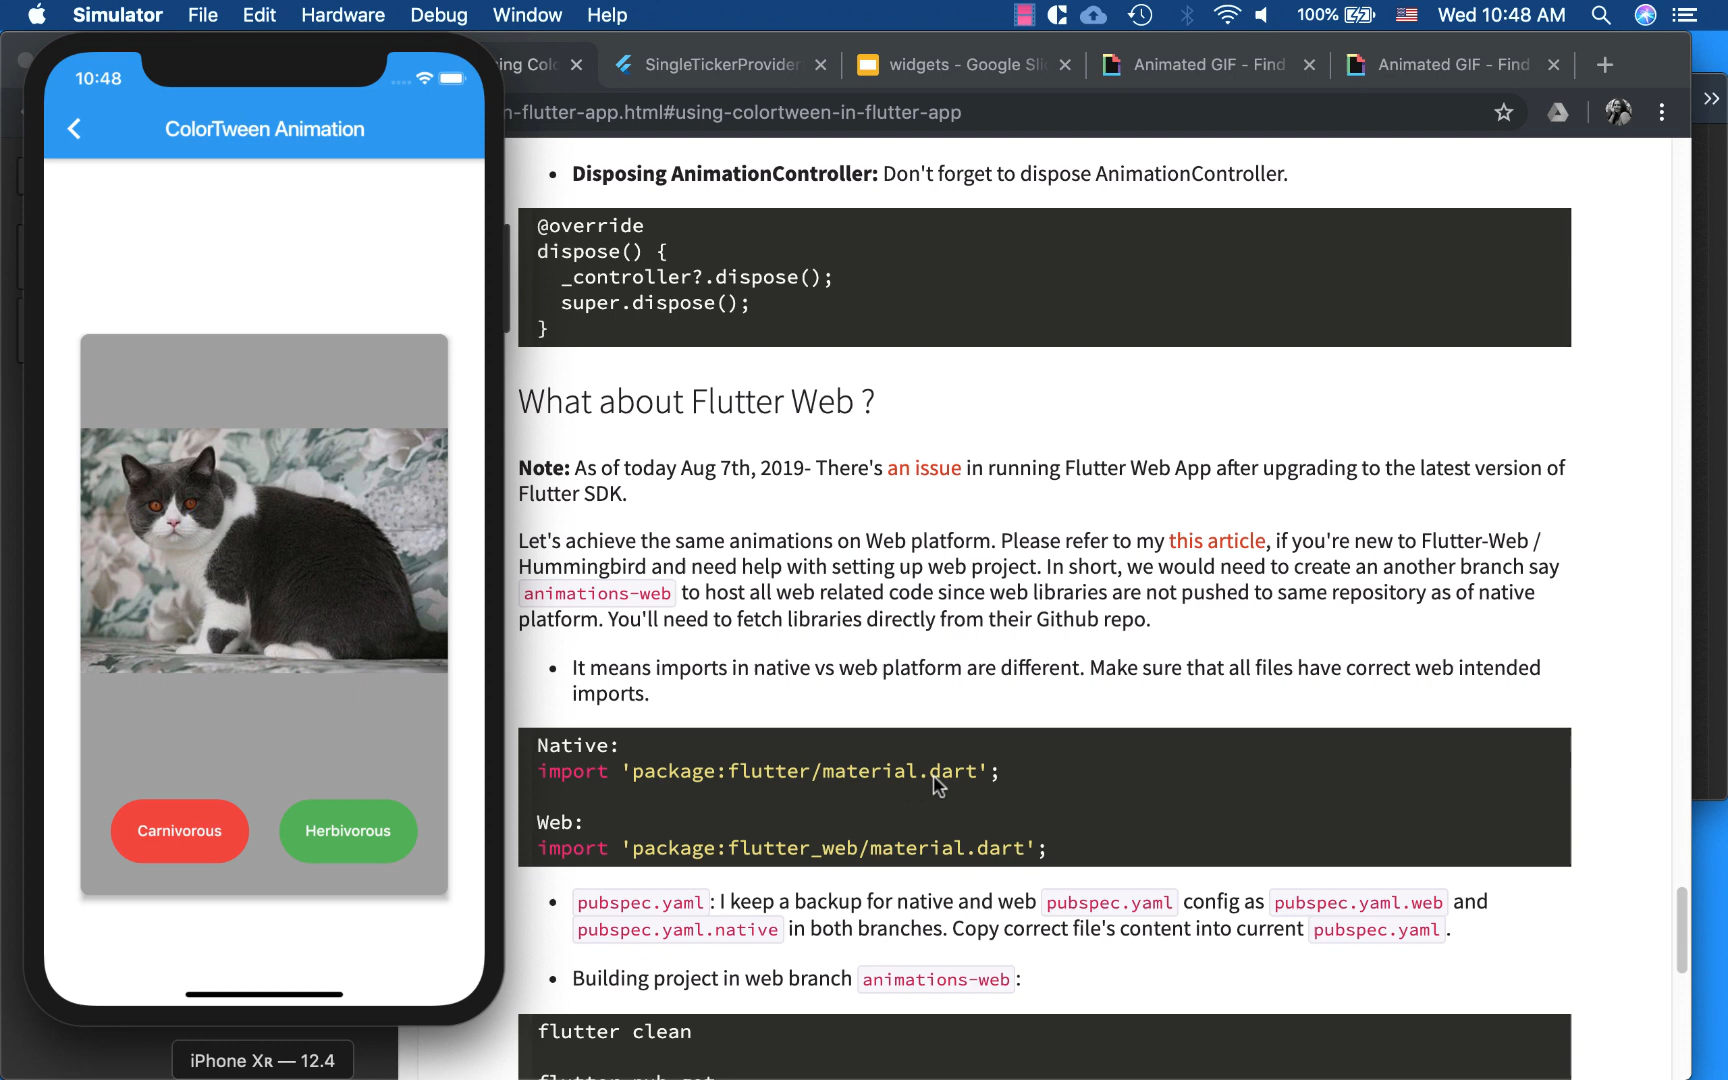 Simulator File Edit Hardware Debug Window Help 100% Wed 10:48 AM
ing Col SingleTickerProvider widgets - Google Sli Animated GIF - Find Animated GIF - Find
n-flutter-app.html#using-colortween-in-flutter-app
10:48
ColorTween Animation
Carnivorous Herbivorous
iPhone XR — 12.4
• Disposing AnimationController: Don't forget to dispose AnimationController.
@override
dispose() {
_controller?.dispose();
super.dispose();
}
What about Flutter Web ?
Note: As of today Aug 7th, 2019- There's an issue in running Flutter Web App after upgrading to the latest version of
Flutter SDK.
Let's achieve the same animations on Web platform. Please refer to my this article, if you're new to Flutter-Web /
Hummingbird and need help with setting up web project. In short, we would need to create an another branch say
animations-web to host all web related code since web libraries are not pushed to same repository as of native
platform. You'll need to fetch libraries directly from their Github repo.
• It means imports in native vs web platform are different. Make sure that all files have correct web intended
imports.
Native:
import 'package:flutter/material.dart';
Web:
import 'package:flutter_web/material.dart';
• pubspec.yaml: I keep a backup for native and web pubspec.yaml config as pubspec.yaml.web and
pubspec.yaml.native in both branches. Copy correct file's content into current pubspec.yaml.
• Building project in web branch animations-web:
flutter clean